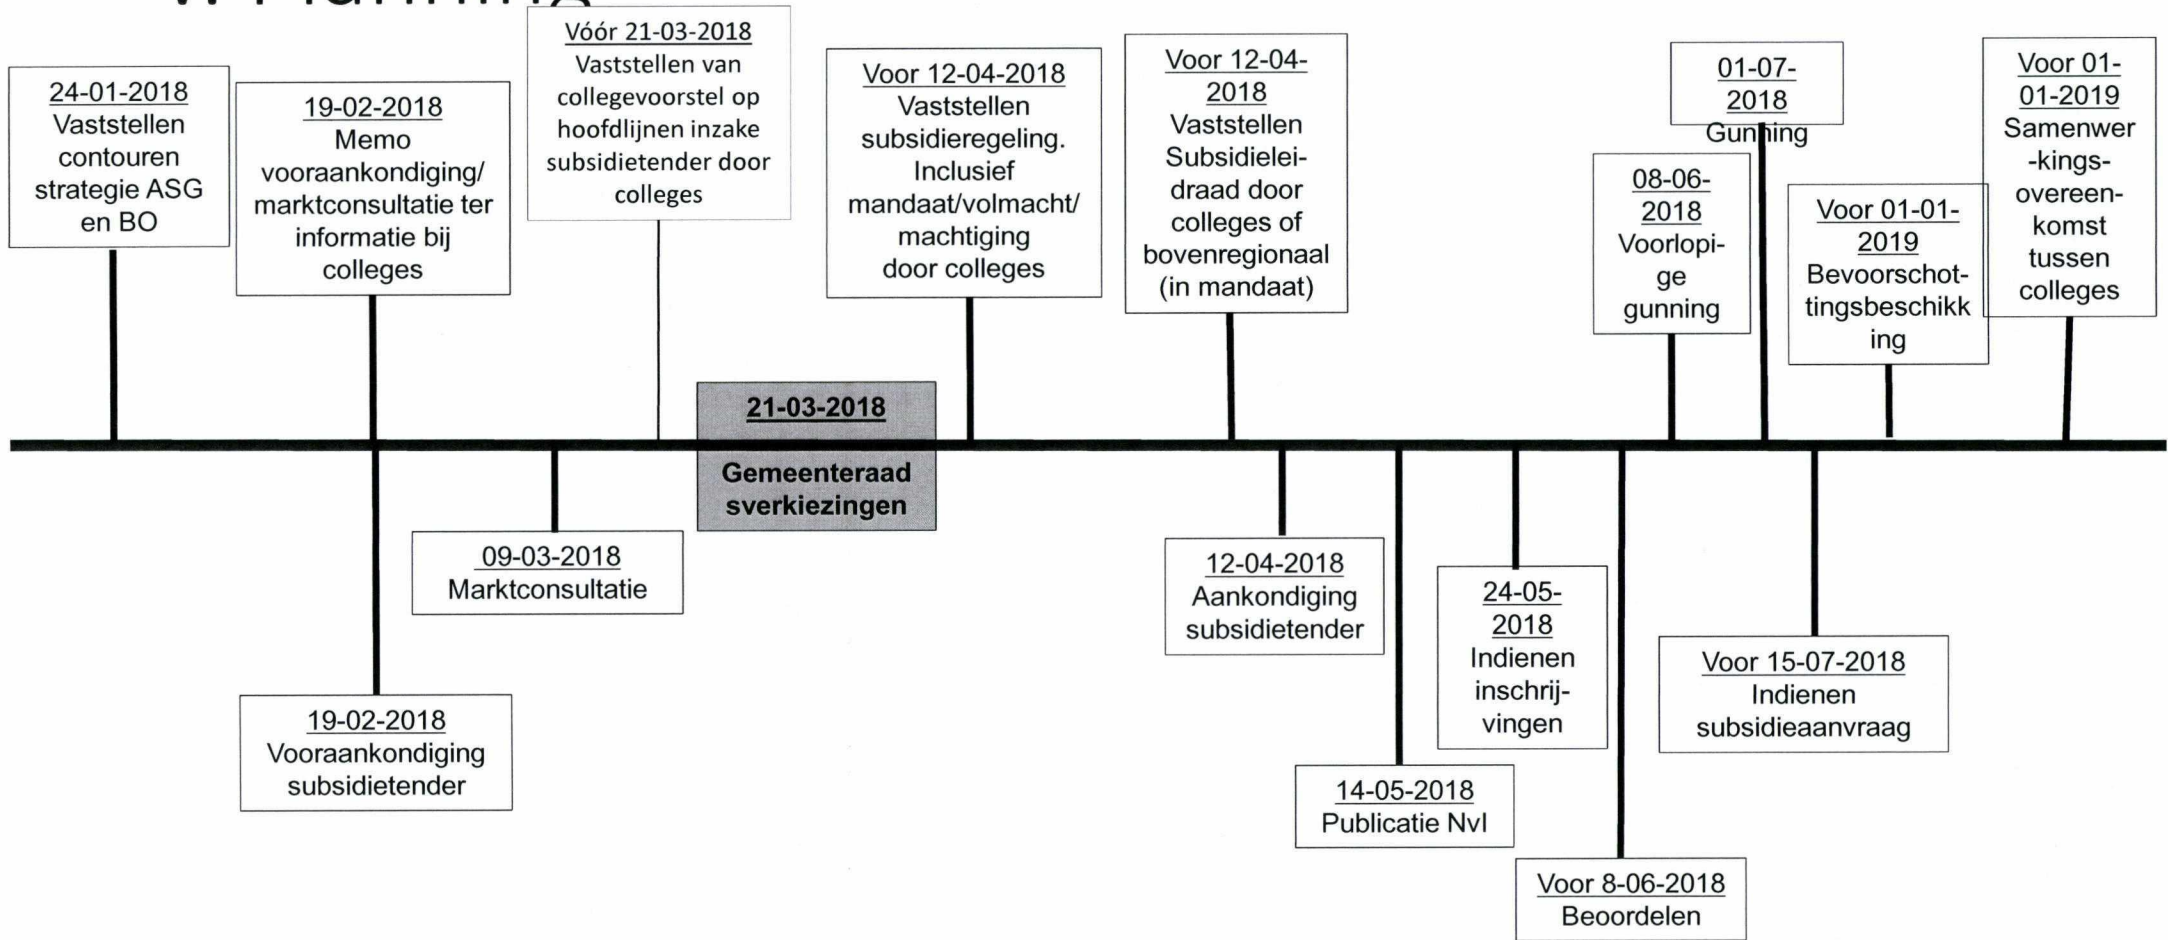 Planning
24-01-2018
Vaststellen
contouren
strategie ASG
en BO
19-02-2018
Memo
vooraankondiging/
marktconsultatie ter
informatie bij
colleges
Vóór 21-03-2018
Vaststellen van
collegevoorstel op
hoofdlijnen inzake
subsidietender door
colleges
Voor 12-04-2018
Vaststellen
subsidieregeling.
Inclusief
mandaat/volmacht/
machtiging
door colleges
Voor 12-04-
2018
Vaststellen
Subsidielei-
draad door
colleges of
bovenregionaal
(in mandaat)
08-06-
2018
Voorlopi-
ge
gunning
01-07-
2018
Gunning
Voor 01-01-
2019
Bevoorschot-
tingsbeschikk
ing
Voor 01-
01-2019
Samenwer
-kings-
overeen-
komst
tussen
colleges
21-03-2018
Gemeenteraad
sverkiezingen
19-02-2018
Vooraankondiging
subsidietender
09-03-2018
Marktconsultatie
12-04-2018
Aankondiging
subsidietender
14-05-2018
Publicatie NvI
24-05-
2018
Indienen
inschrij-
vingen
Voor 8-06-2018
Beoordelen
Voor 15-07-2018
Indienen
subsidieaanvraag